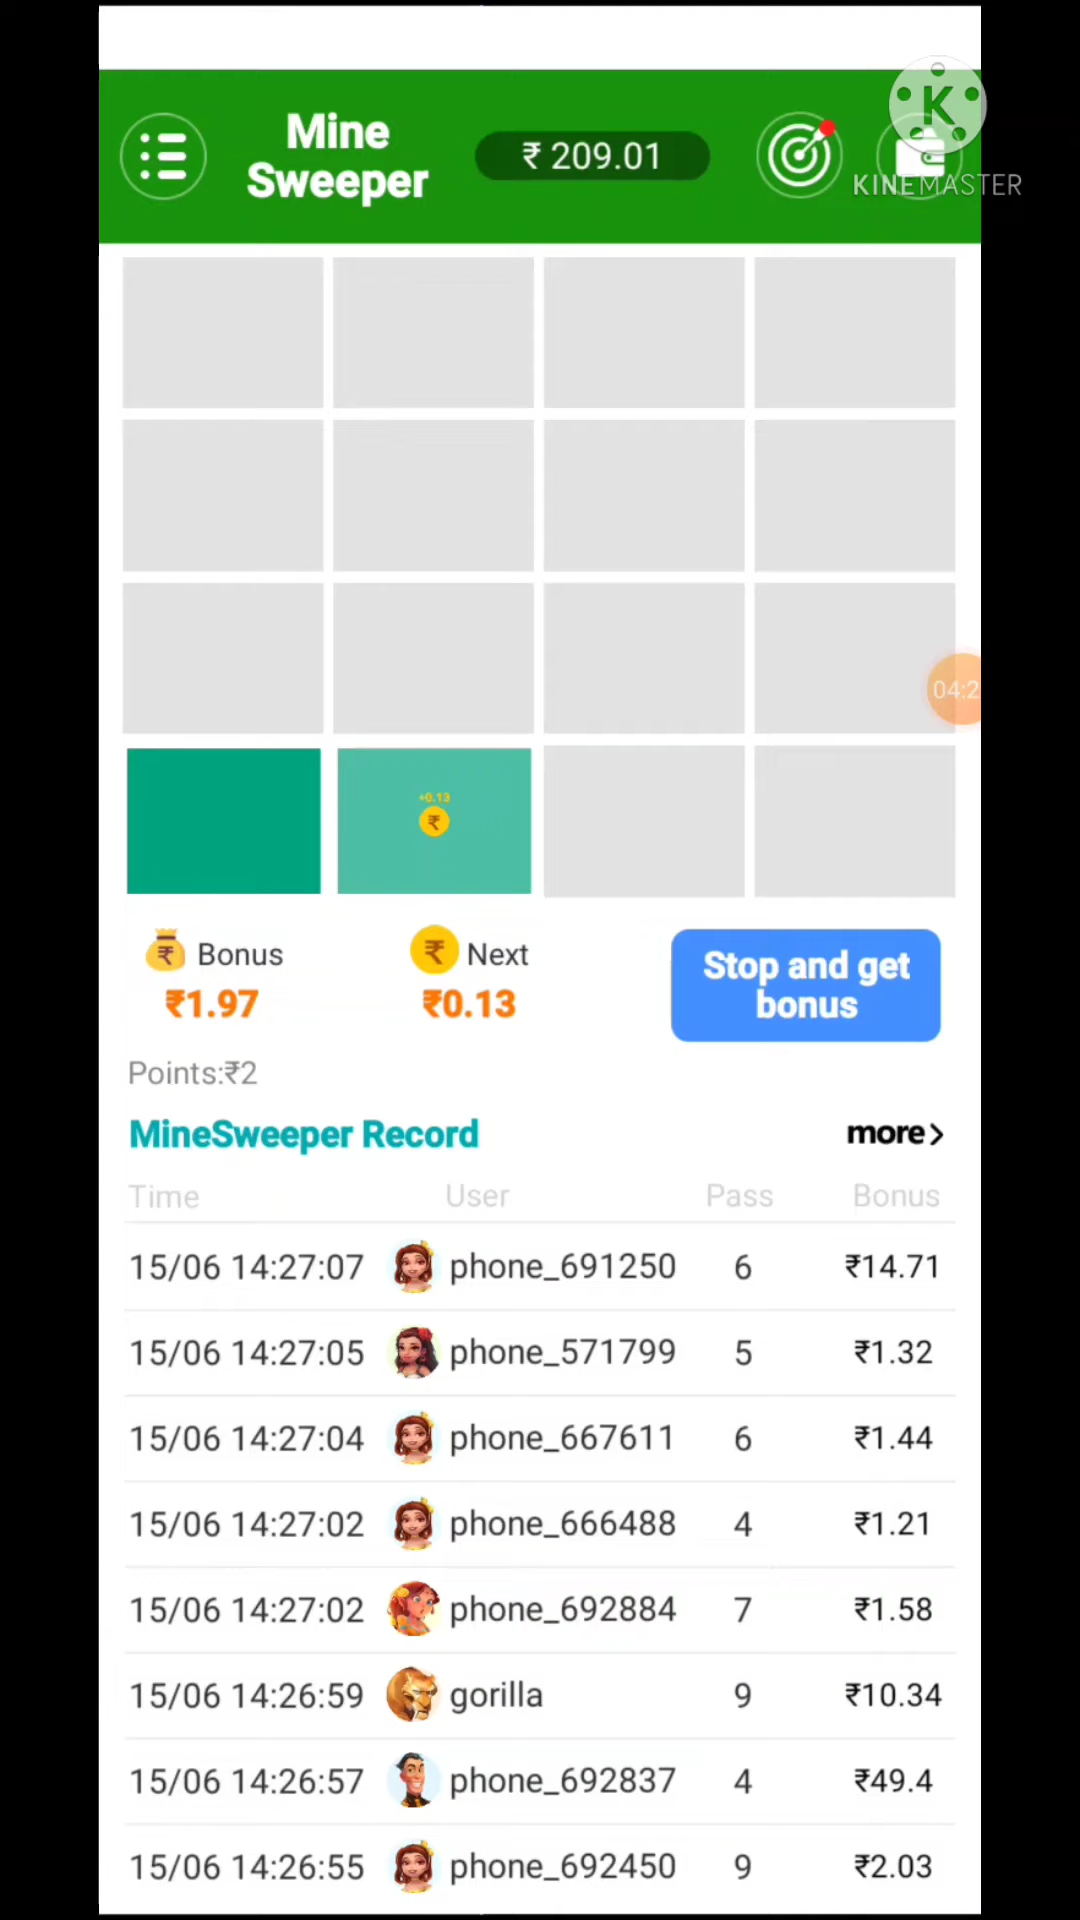 Mine
Sweeper
₹ 209.01
K
KINEMASTER
04:2
+0.13
₹
₹ Bonus
₹ Next
Stop and get
bonus
₹1.97
₹0.13
Points:₹2
MineSweeper Record
more
Time User Pass Bonus
15/06 14:27:07 phone_691250 6 ₹14.71
15/06 14:27:05 phone_571799 5 ₹1.32
15/06 14:27:04 phone_667611 6 ₹1.44
15/06 14:27:02 phone_666488 4 ₹1.21
15/06 14:27:02 phone_692884 7 ₹1.58
15/06 14:26:59 gorilla 9 ₹10.34
15/06 14:26:57 phone_692837 4 ₹49.4
15/06 14:26:55 phone_692450 9 ₹2.03